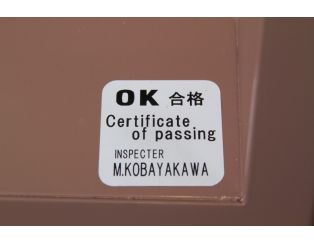 OK 合格
Certificate
of passing
INSPECTER
M.KOBAYAKAWA